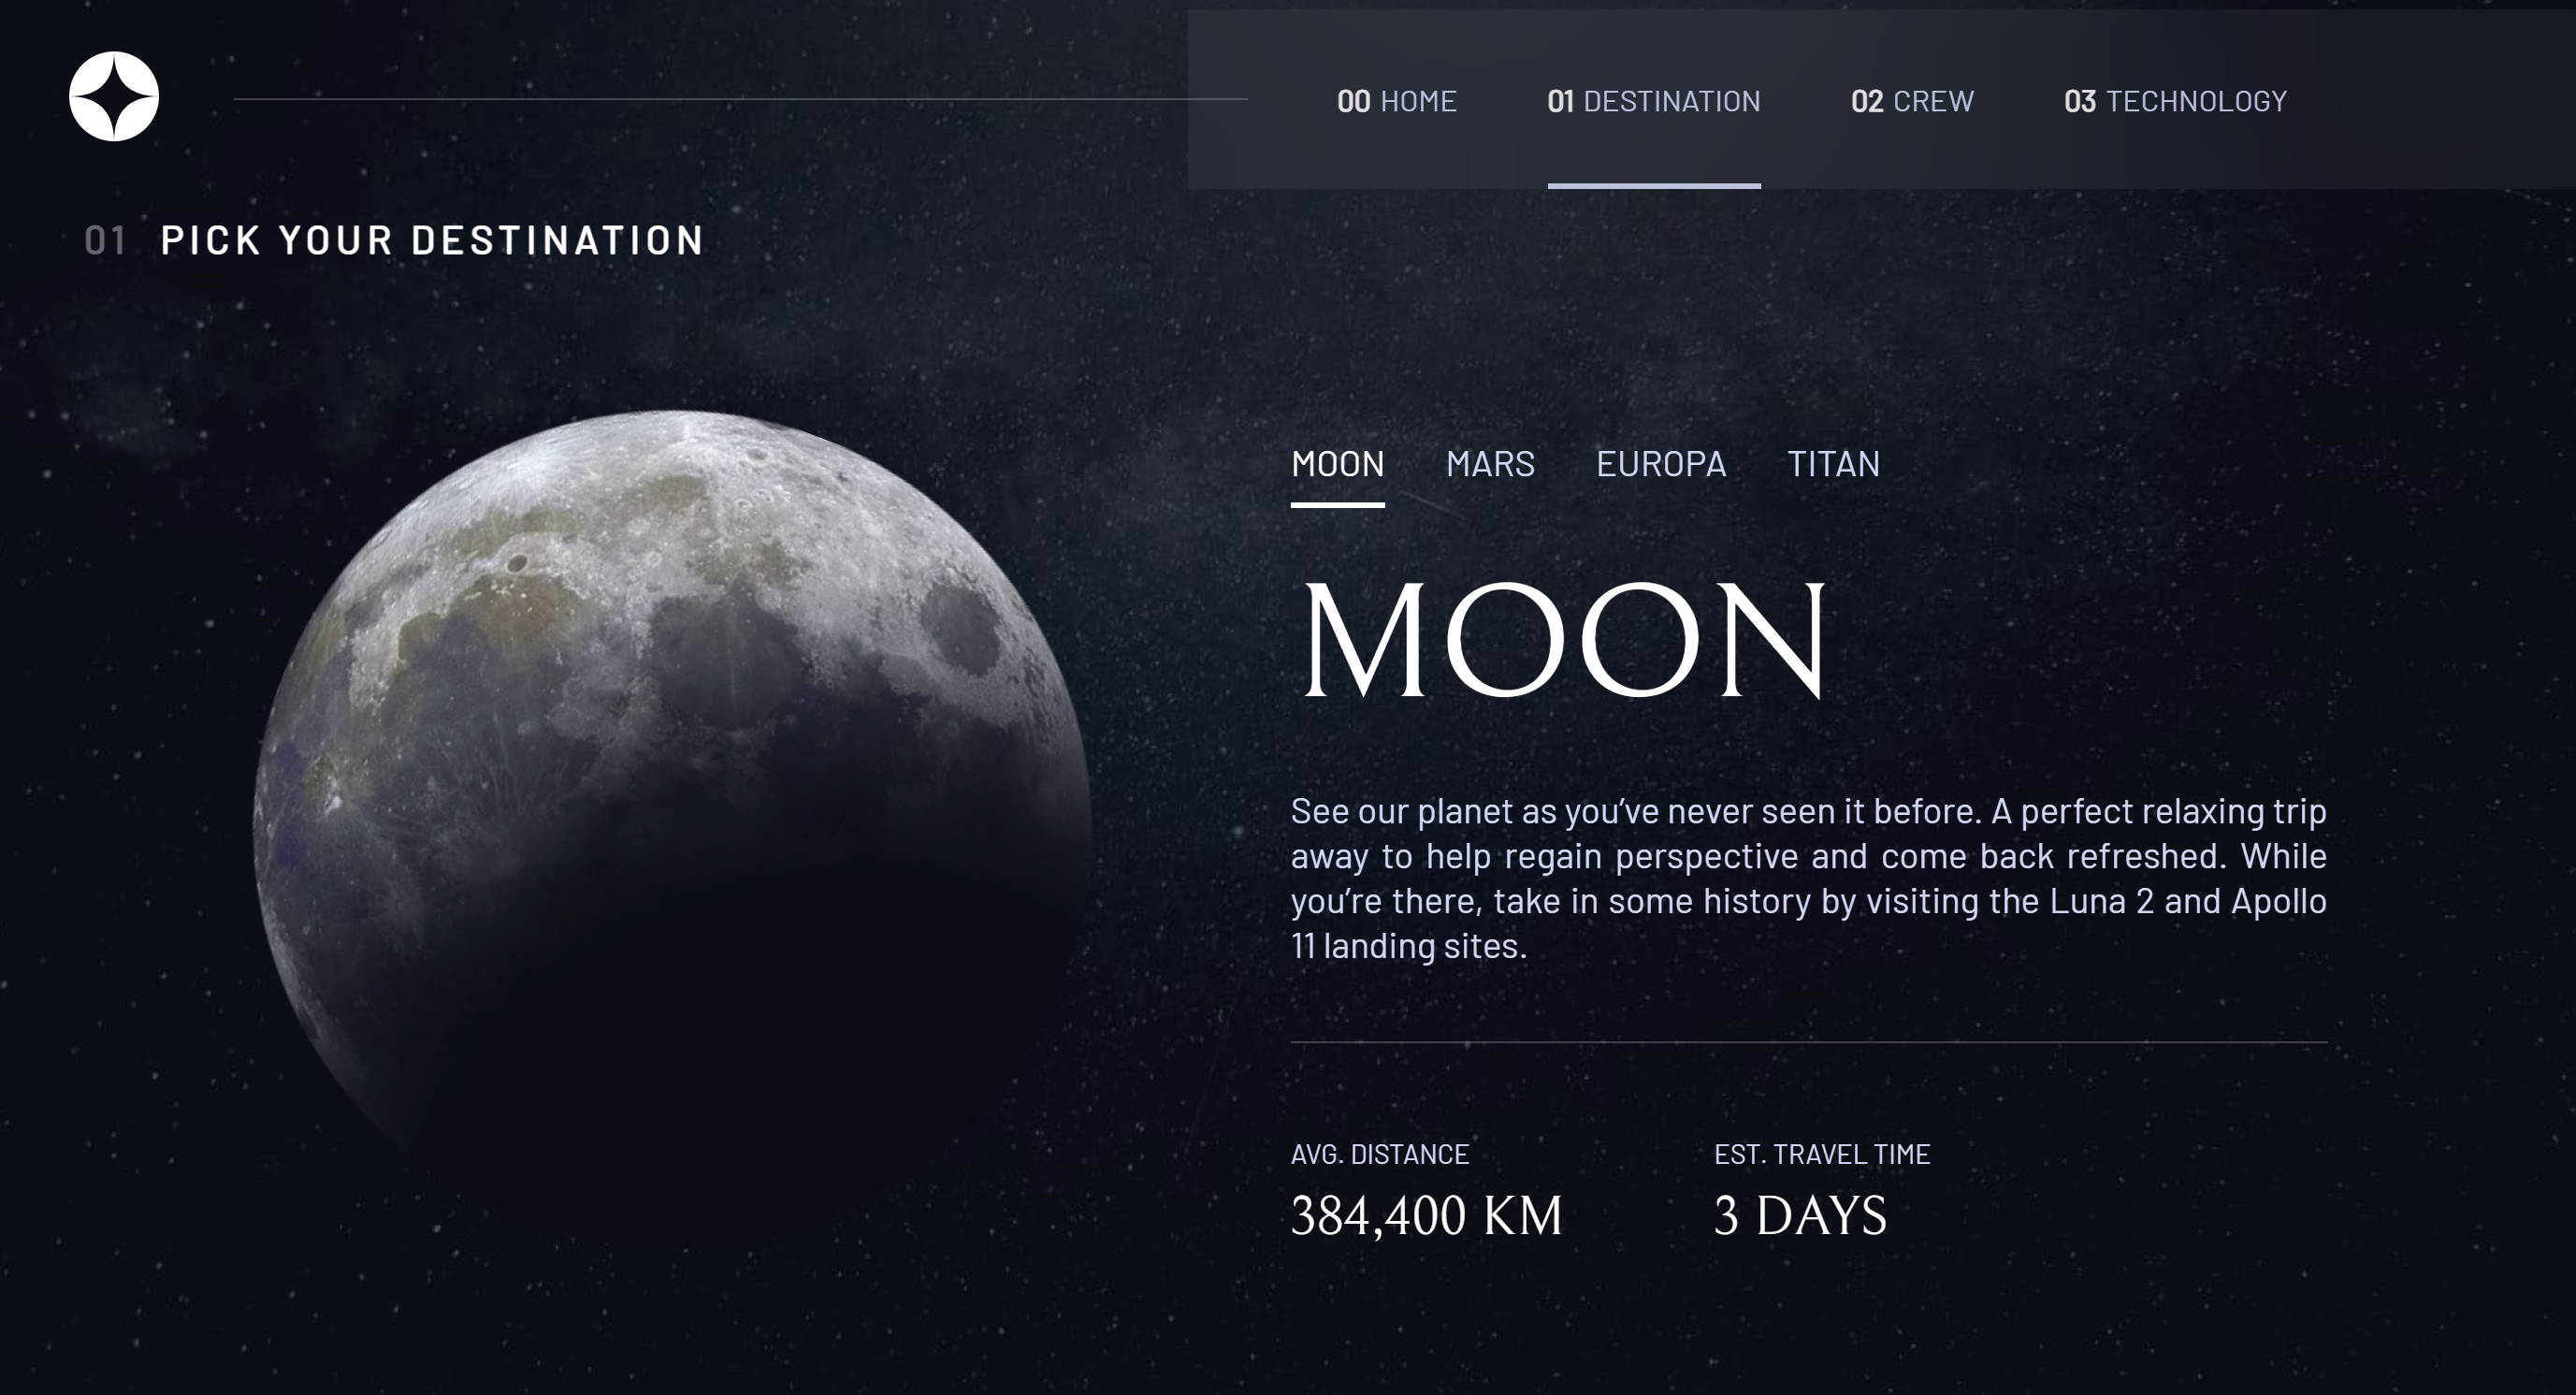 00 HOME 01 DESTINATION 02 CREW 03 TECHNOLOGY
01 PICK YOUR DESTINATION
MOON MARS EUROPA TITAN
MOON
See our planet as you’ve never seen it before. A perfect relaxing trip
away to help regain perspective and come back refreshed. While
you’re there, take in some history by visiting the Luna 2 and Apollo
11 landing sites.
AVG. DISTANCE EST. TRAVEL TIME
384,400 KM 3 DAYS